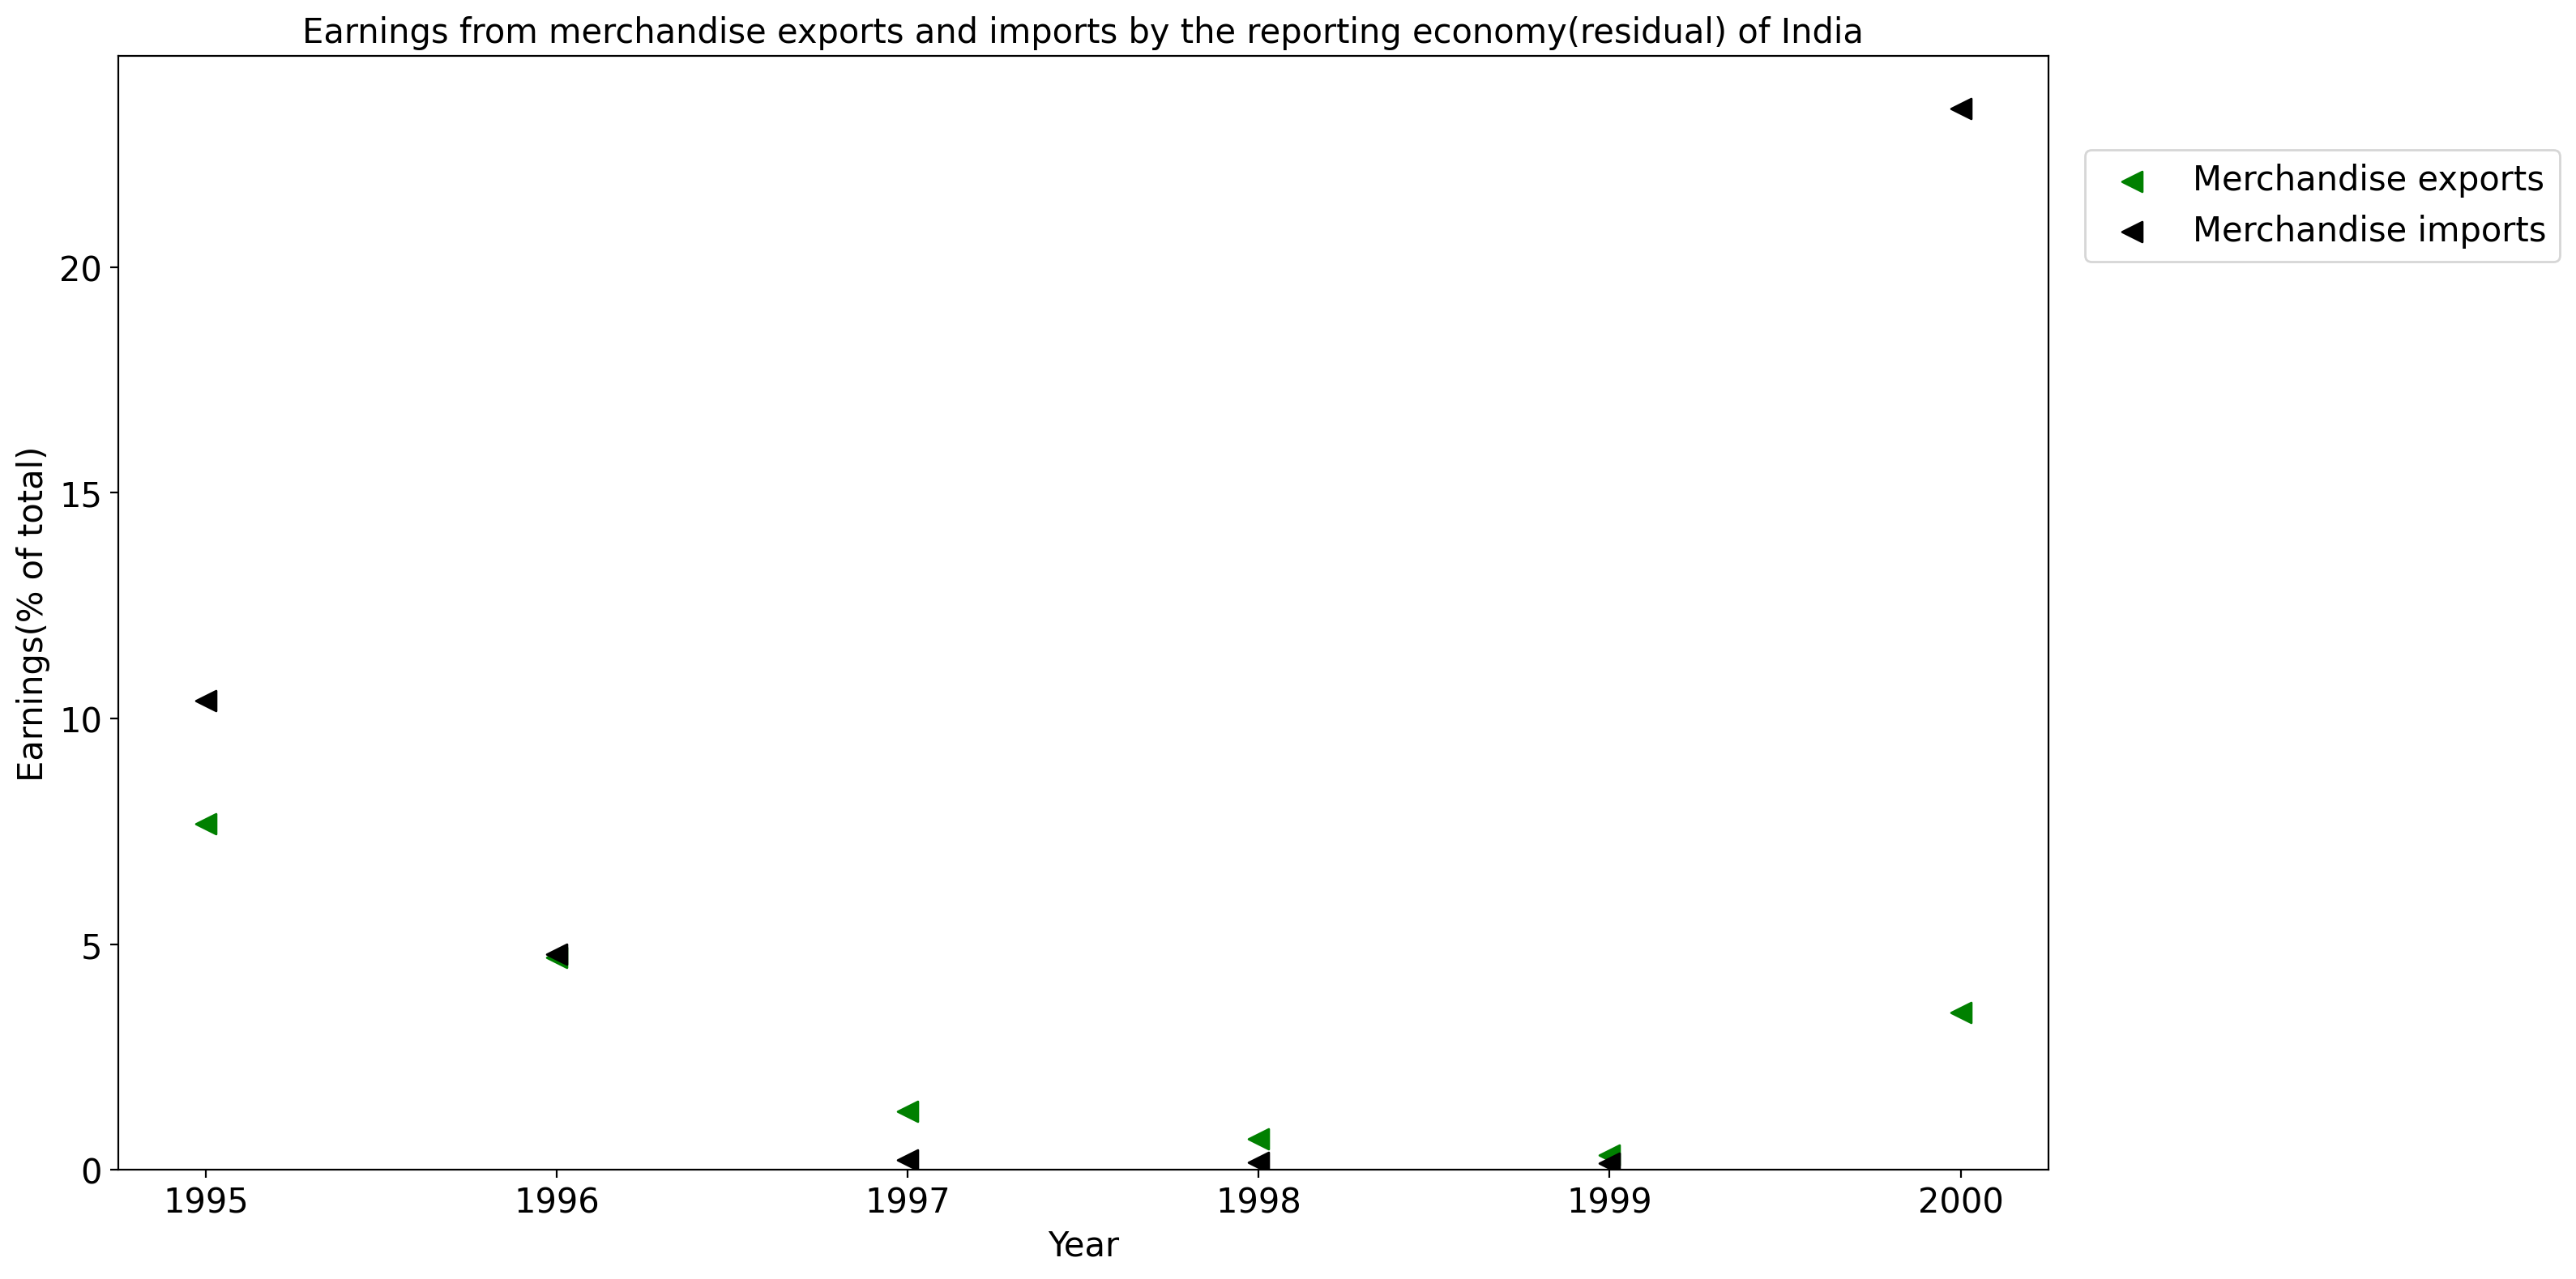 Earnings from merchandise exports and imports by the reporting economy(residual) of India
Merchandise exports
Merchandise imports
Earnings(% of total)
20
15
10
5
0
1995 1996 1997 1998 1999 2000
Year